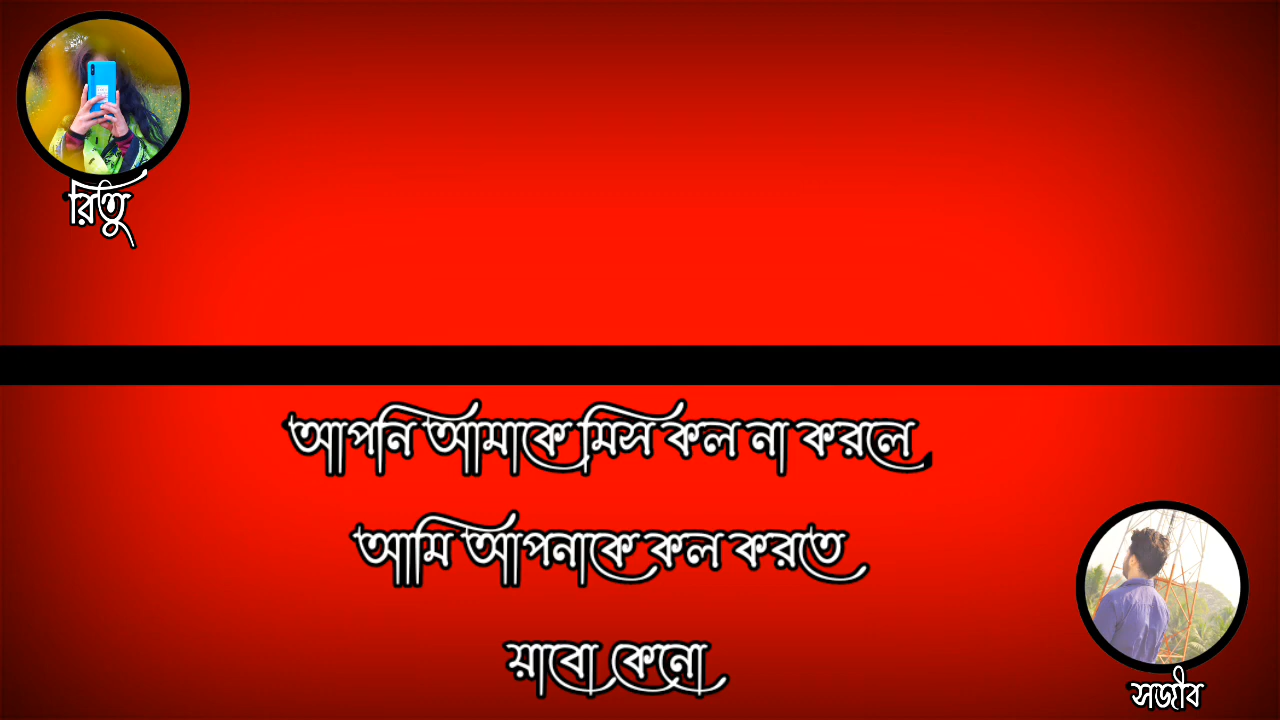 রিতু
আপনি আমাকে মিস কল না করলে
আমি আপনাকে কল করতে
য়াবো কেনো
সজীব